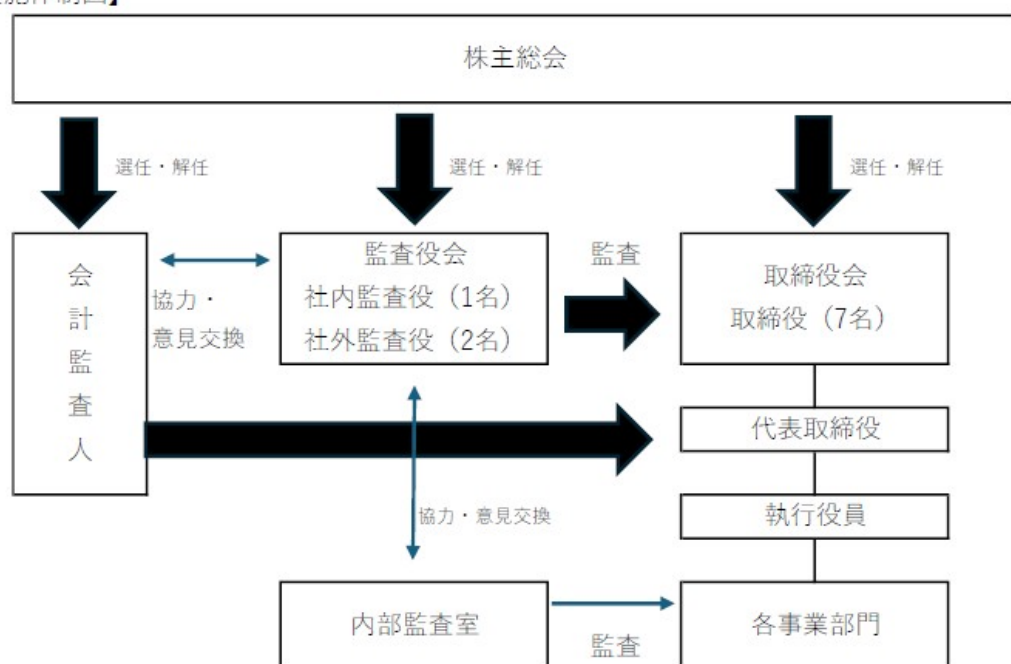 株主総会
選任・解任
選任・解任
選任・解任
会計監査人
協力・
意見交換
監査役会
社内監査役（1名）
社外監査役（2名）
監査
取締役会
取締役（7名）
代表取締役
協力・意見交換
執行役員
内部監査室
監査
各事業部門